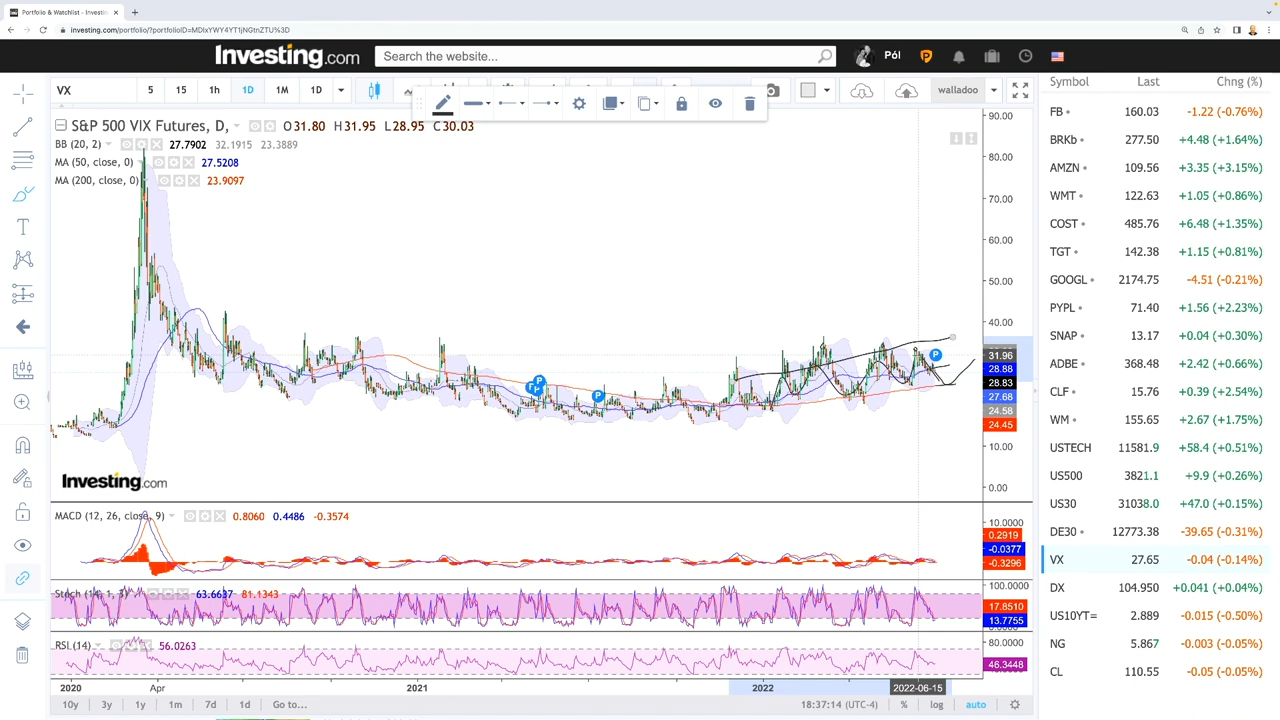 Portfolio & Watchlist - Investin
investing.com/portfolio/?portfolioID=MDIxYWY4YT1jNGtnZTU%3D
Investing.com
Search the website...
Pól
VX
5
15
1h
1D
1M
1D
walladoo
S&P 500 VIX Futures, D,
O31.80 H31.95 L28.95 C30.03
BB (20, 2)
27.7902 32.1915 23.3889
MA (50, close, 0)
27.5208
MA (200, close, 0)
23.9097
90.00
80.00
70.00
60.00
50.00
40.00
31.96
28.88
28.83
27.68
24.58
24.45
10.00
0.00
P
P
P
P
Investing.com
MACD (12, 26, close, 9)
0.8060 0.4486 -0.3574
10.0000
0.2919
-0.0377
-0.3296
Stoch (14, 1, 3)
63.6637 81.1343
100.0000
17.8510
13.7755
RSI (14)
56.0263
80.0000
46.3448
2020
Apr
2021
2022
2022-06-15
10y
3y
1y
1m
7d
1d
Go to...
18:37:14 (UTC-4)
%
log
auto
Symbol Last Chng (%)
FB 160.03 -1.22 (-0.76%)
BRKb 277.50 +4.48 (+1.64%)
AMZN 109.56 +3.35 (+3.15%)
WMT 122.63 +1.05 (+0.86%)
COST 485.76 +6.48 (+1.35%)
TGT 142.38 +1.15 (+0.81%)
GOOGL 2174.75 -4.51 (-0.21%)
PYPL 71.40 +1.56 (+2.23%)
SNAP 13.17 +0.04 (+0.30%)
ADBE 368.48 +2.42 (+0.66%)
CLF 15.76 +0.39 (+2.54%)
WM 155.65 +2.67 (+1.75%)
USTECH 11581.9 +58.4 (+0.51%)
US500 3821.1 +9.9 (+0.26%)
US30 31038.0 +47.0 (+0.15%)
DE30 12773.38 -39.65 (-0.31%)
VX 27.65 -0.04 (-0.14%)
DX 104.950 +0.041 (+0.04%)
US10YT= 2.889 -0.015 (-0.50%)
NG 5.867 -0.003 (-0.05%)
CL 110.55 -0.05 (-0.05%)